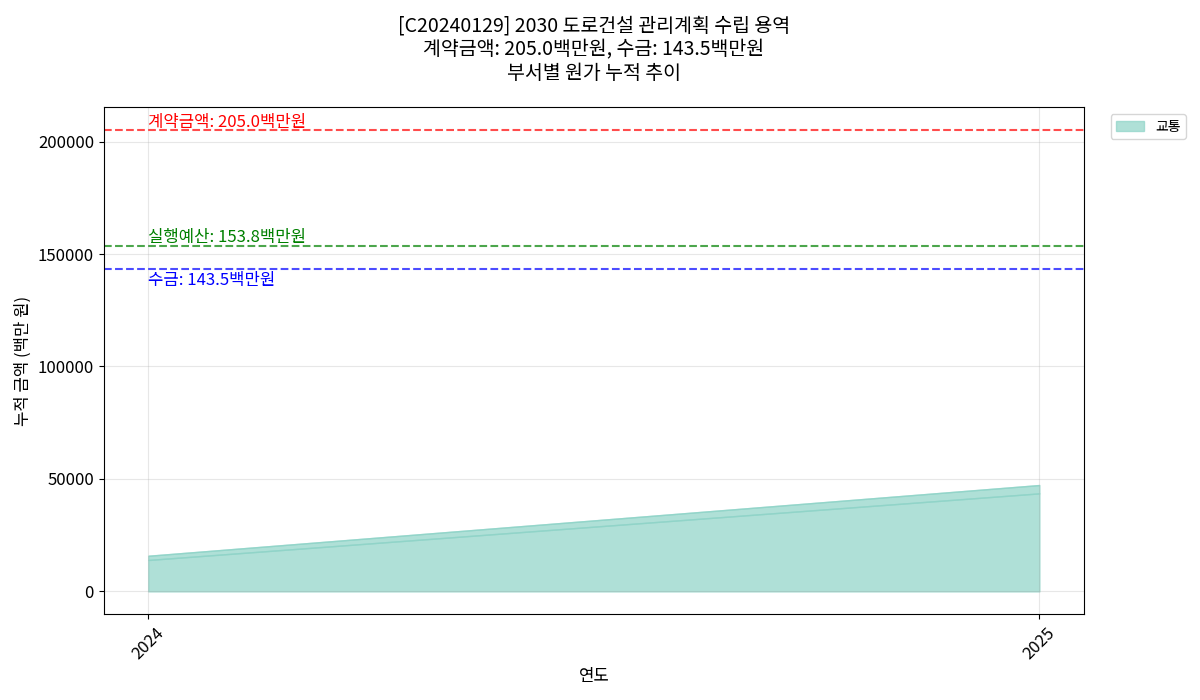 [C20240129] 2030 도로건설 관리계획 수립 용역
계약금액: 205.0백만원, 수금: 143.5백만원
부서별 원가 누적 추이
계약금액: 205.0백만원
교통
200000
실행예산: 153.8백만원
150000
수금: 143.5백만원
누적 금액 (백만 원)
100000
50000
0
2024
2025
연도